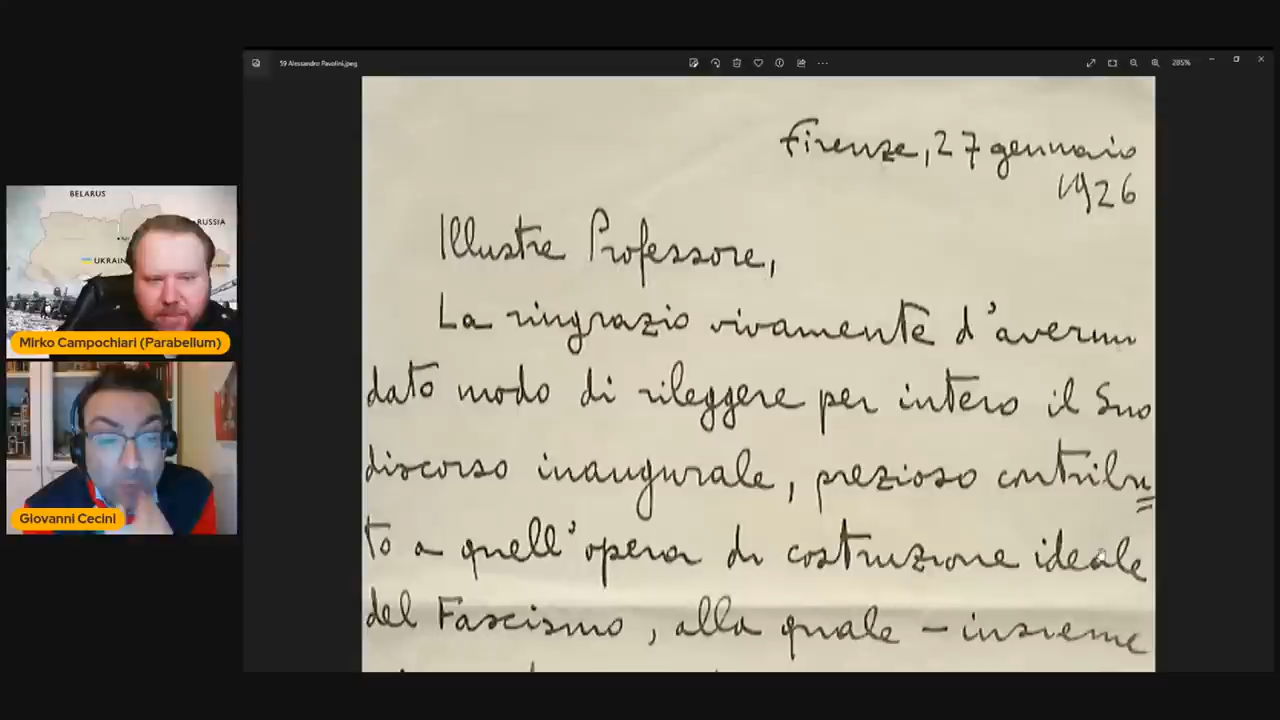 59 Alessandro Pavolini.jpeg
285%
BELARUS
RUSSIA
UKRAIN
Mirko Campochiari (Parabellum)
Giovanni Cecini
Firenze, 27 gennaio
1926
Illustre Professore,
La ringrazio vivamente d'avermi
dato modo di rileggere per intero il Suo
discorso inaugurale, prezioso contribu
to a quell'opera di costruzione ideale
del Fascismo, alla quale - insieme